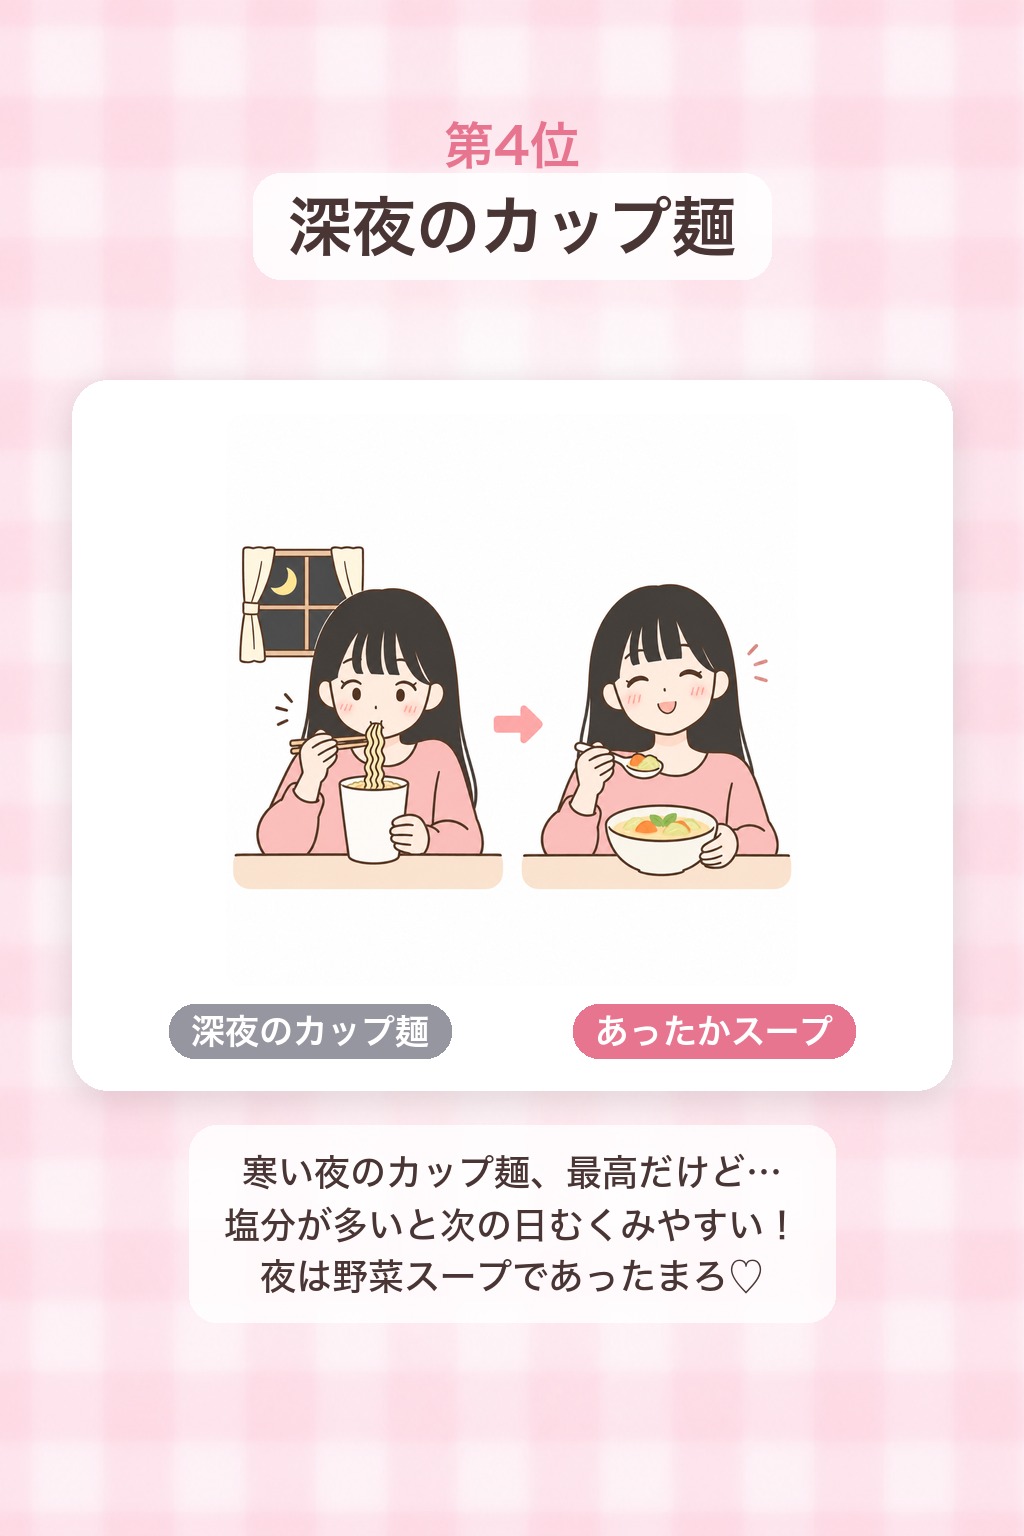 第4位
深夜のカップ麺
深夜のカップ麺
あったかスープ
寒い夜のカップ麺、最高だけど…
塩分が多いと次の日むくみやすい！
夜は野菜スープであったまろ♡